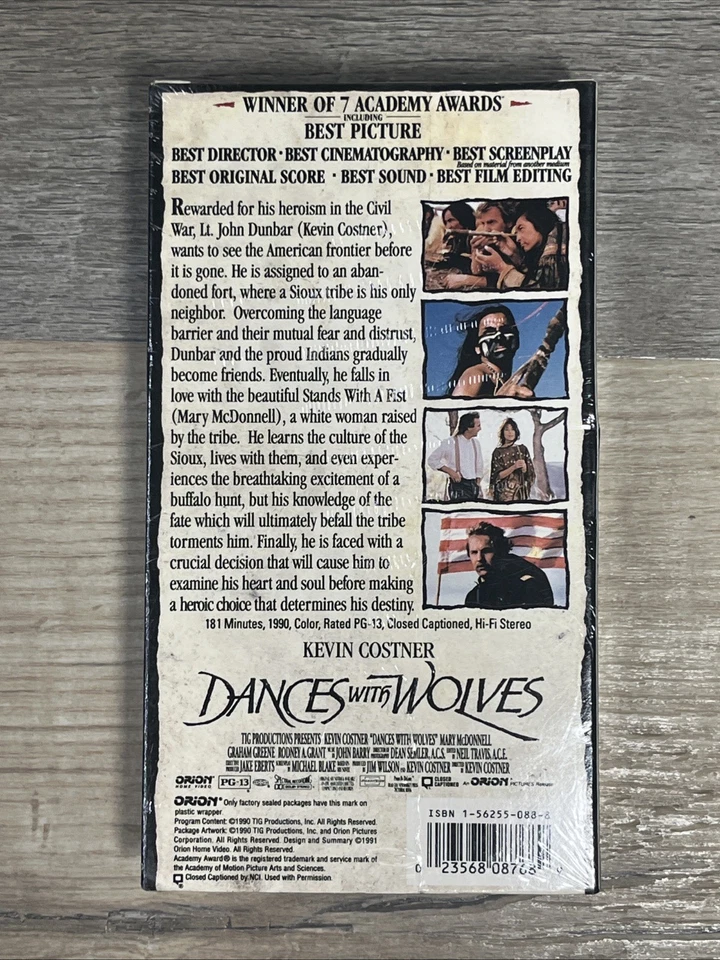 WINNER OF 7 ACADEMY AWARDS®
INCLUDING
BEST PICTURE
BEST DIRECTOR · BEST CINEMATOGRAPHY · BEST SCREENPLAY
Based on material from another medium
BEST ORIGINAL SCORE · BEST SOUND · BEST FILM EDITING
Rewarded for his heroism in the Civil
War, Lt. John Dunbar (Kevin Costner),
wants to see the American frontier before
it is gone. He is assigned to an aban-
doned fort, where a Sioux tribe is his only
neighbor. Overcoming the language
barrier and their mutual fear and distrust,
Dunbar and the proud Indians gradually
become friends. Eventually, he falls in
love with the beautiful Stands With A Fist
(Mary McDonnell), a white woman raised
by the tribe. He learns the culture of the
Sioux, lives with them, and even exper-
iences the breathtaking excitement of a
buffalo hunt, but his knowledge of the
fate which will ultimately befall the tribe
torments him. Finally, he is faced with a
crucial decision that will cause him to
examine his heart and soul before making
a heroic choice that determines his destiny.
181 Minutes, 1990, Color, Rated PG-13, Closed Captioned, Hi-Fi Stereo
KEVIN COSTNER
DANCES WITH WOLVES
TIG PRODUCTIONS PRESENTS KEVIN COSTNER "DANCES WITH WOLVES" MARY McDONNELL
GRAHAM GREENE RODNEY A. GRANT JOHN BARRY DEAN SEMLER, A.C.S. NEIL TRAVIS, A.C.E.
JAKE EBERTS MICHAEL BLAKE JIM WILSON AND KEVIN COSTNER KEVIN COSTNER
ORION HOME VIDEO PG-13 CLOSED CAPTIONED AN ORION PICTURES Release
ORION® Only factory sealed packages have this mark on
plastic wrapper.
Program Content: ©1990 TIG Productions, Inc. All Rights Reserved.
Package Artwork: ©1990 TIG Productions, Inc. and Orion Pictures
Corporation. All Rights Reserved. Design and Summary ©1991
Orion Home Video. All Rights Reserved.
Academy Award® is the registered trademark and service mark of
the Academy of Motion Picture Arts and Sciences.
Closed Captioned by NCI. Used with Permission.
ISBN 1-56255-088-8
0 23568 08768